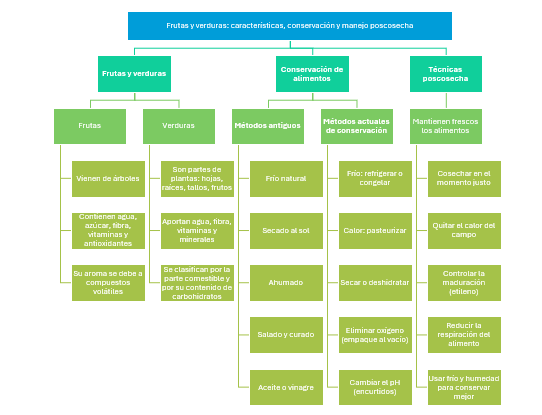 Frutas y verduras: características, conservación y manejo poscosecha
Frutas y verduras
Conservación de
alimentos
Técnicas
poscosecha
Frutas
Verduras
Métodos antiguos
Métodos actuales
de conservación
Mantienen frescos
los alimentos
Vienen de árboles
Contienen agua,
azúcar, fibra,
vitaminas y
antioxidantes
Su aroma se debe a
compuestos
volátiles
Son partes de
plantas: hojas,
raíces, tallos, frutos
Aportan agua, fibra,
vitaminas y
minerales
Se clasifican por la
parte comestible y
por su contenido de
carbohidratos
Frío natural
Secado al sol
Ahumado
Salado y curado
Aceite o vinagre
Frío: refrigerar o
congelar
Calor: pasteurizar
Secar o deshidratar
Eliminar oxígeno
(empaque al vacío)
Cambiar el pH
(encurtidos)
Cosechar en el
momento justo
Quitar el calor del
campo
Controlar la
maduración
(etileno)
Reducir la
respiración del
alimento
Usar frío y humedad
para conservar
mejor